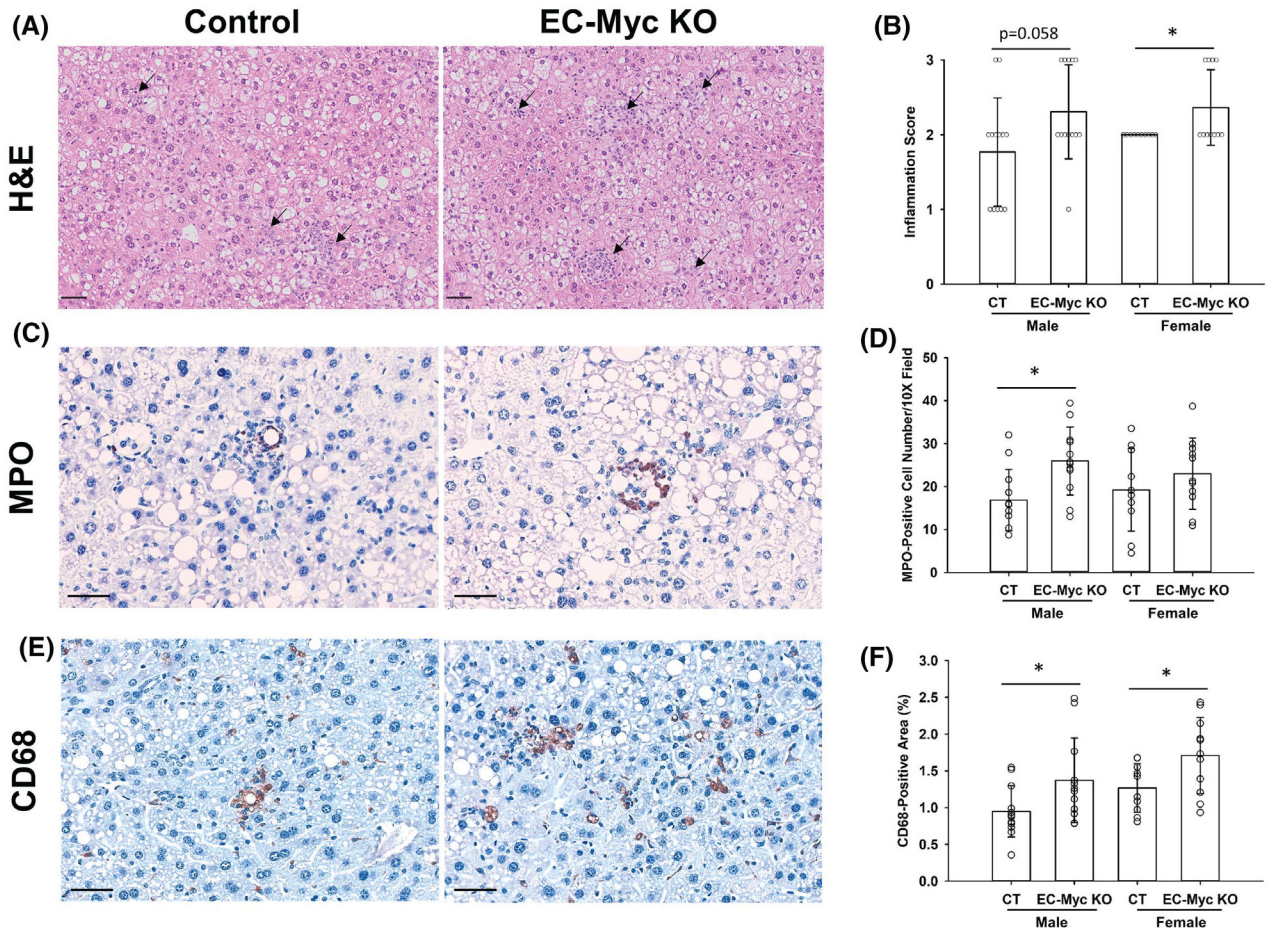 Control
EC-Myc KO
(A)
H&E
(B)
p=0.058
*
Inflammation Score
3
2
1
0
CT EC-Myc KO CT EC-Myc KO
Male Female
(C)
MPO
(D)
MPO-Positive Cell Number/10X Field
50
40
30
20
10
0
*
CT EC-Myc KO CT EC-Myc KO
Male Female
(E)
CD68
(F)
CD68-Positive Area (%)
3.0
2.5
2.0
1.5
1.0
0.5
0.0
* *
CT EC-Myc KO CT EC-Myc KO
Male Female